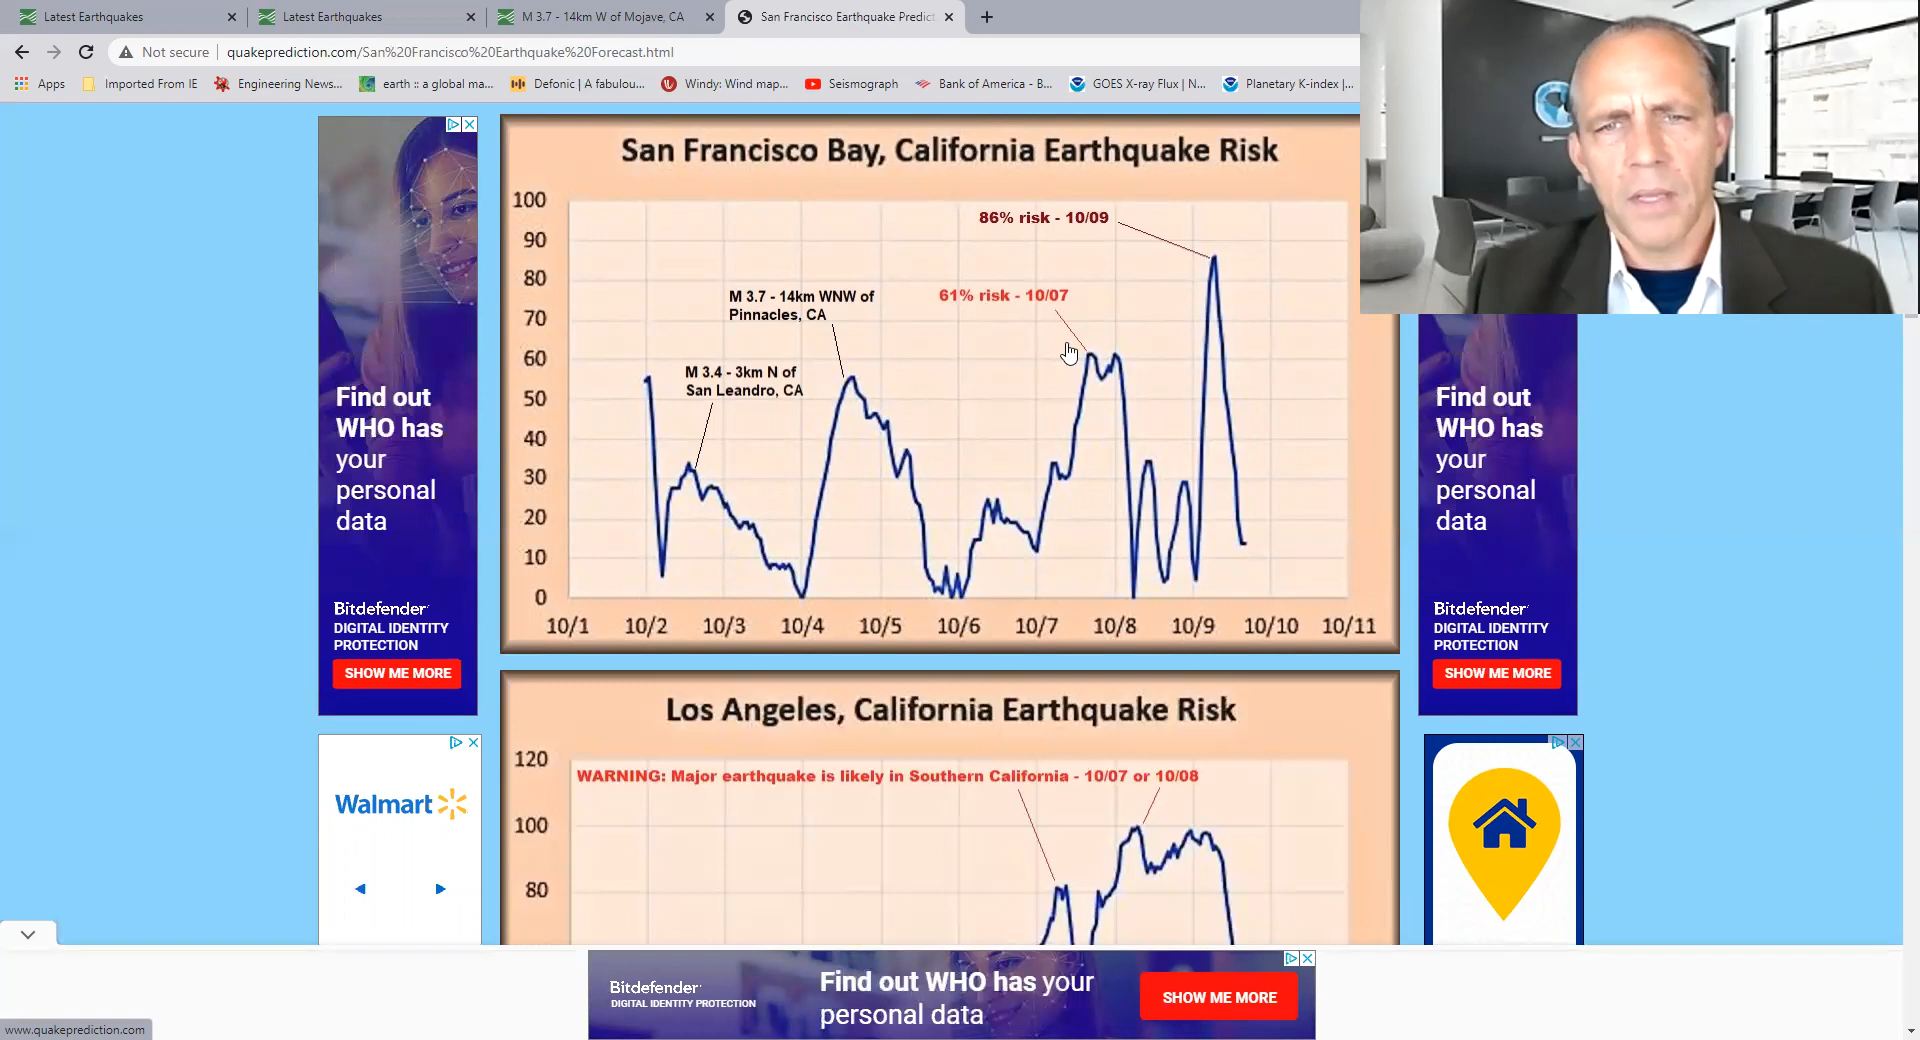 Latest Earthquakes
Latest Earthquakes
M 3.7 - 14km W of Mojave, CA
San Francisco Earthquake Predict
Not secure
quakeprediction.com/San%20Francisco%20Earthquake%20Forecast.html
Apps
Imported From IE
Engineering News...
earth :: a global ma...
Defonic | A fabulou...
Windy: Wind map...
Seismograph
Bank of America - B...
GOES X-ray Flux | N...
Planetary K-index |...
San Francisco Bay, California Earthquake Risk
100
90
80
70
60
50
40
30
20
10
0
86% risk - 10/09
61% risk - 10/07
M 3.7 - 14km WNW of
Pinnacles, CA
M 3.4 - 3km N of
San Leandro, CA
10/1 10/2 10/3 10/4 10/5 10/6 10/7 10/8 10/9 10/10 10/11
Find out
WHO has
your
personal
data
Bitdefender
DIGITAL IDENTITY
PROTECTION
SHOW ME MORE
Find out
WHO has
your
personal
data
Bitdefender
DIGITAL IDENTITY
PROTECTION
SHOW ME MORE
Los Angeles, California Earthquake Risk
120
100
80
WARNING: Major earthquake is likely in Southern California - 10/07 or 10/08
Walmart
Bitdefender
DIGITAL IDENTITY PROTECTION
Find out WHO has your
personal data
SHOW ME MORE
www.quakeprediction.com